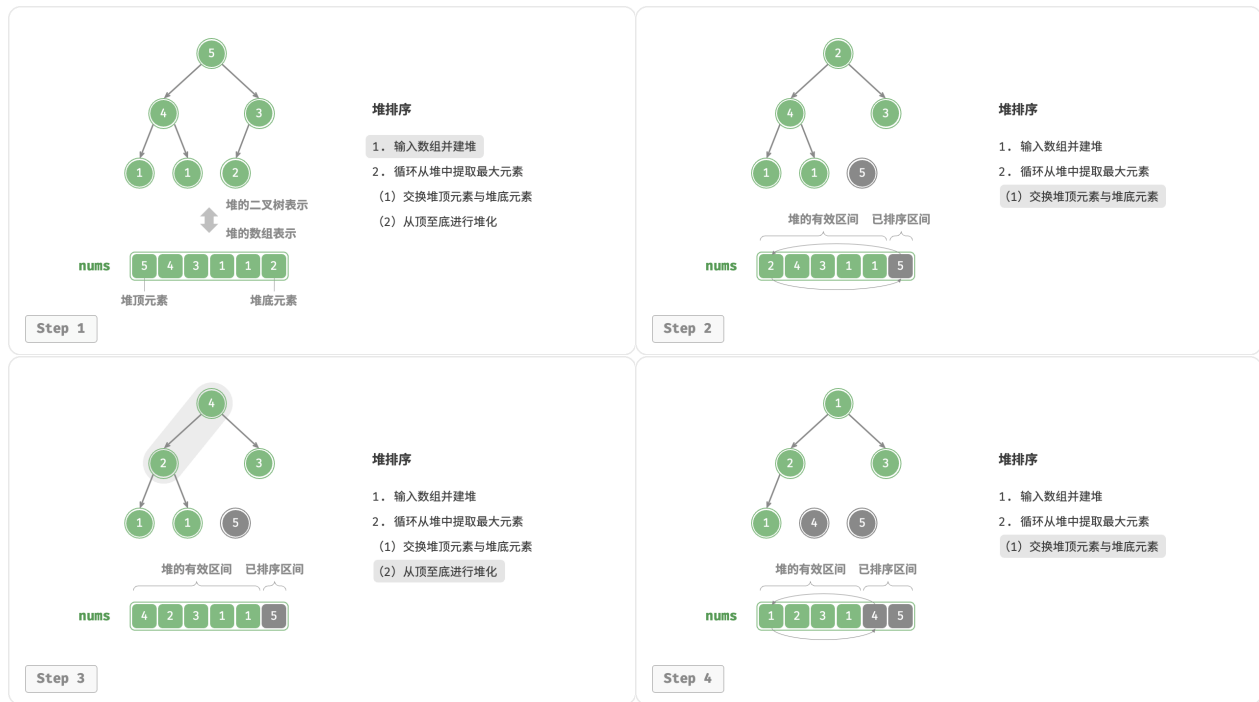 5
4 3
1 1 2
堆的二叉树表示
堆的数组表示
nums 5 4 3 1 1 2
堆顶元素 堆底元素
堆排序
1. 输入数组并建堆
2. 循环从堆中提取最大元素
（1）交换堆顶元素与堆底元素
（2）从顶至底进行堆化
Step 1
2
4 3
1 1 5
堆的有效区间 已排序区间
nums 2 4 3 1 1 5
堆排序
1. 输入数组并建堆
2. 循环从堆中提取最大元素
（1）交换堆顶元素与堆底元素
Step 2
4
2 3
1 1 5
堆的有效区间 已排序区间
nums 4 2 3 1 1 5
堆排序
1. 输入数组并建堆
2. 循环从堆中提取最大元素
（1）交换堆顶元素与堆底元素
（2）从顶至底进行堆化
Step 3
1
2 3
1 4 5
堆的有效区间 已排序区间
nums 1 2 3 1 4 5
堆排序
1. 输入数组并建堆
2. 循环从堆中提取最大元素
（1）交换堆顶元素与堆底元素
Step 4